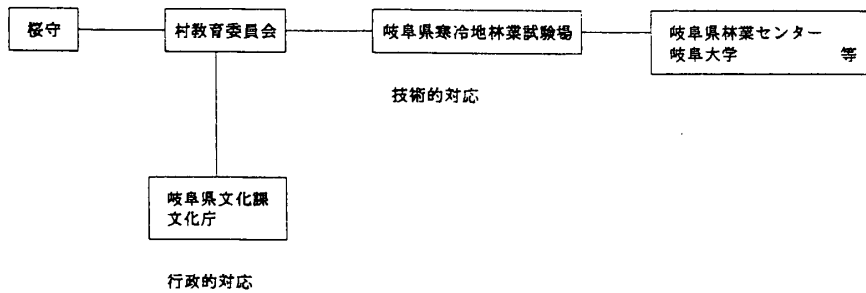 桜守
村教育委員会
岐阜県寒冷地林業試験場
岐阜県林業センター
岐阜大学 等
技術的対応
岐阜県文化課
文化庁
行政的対応